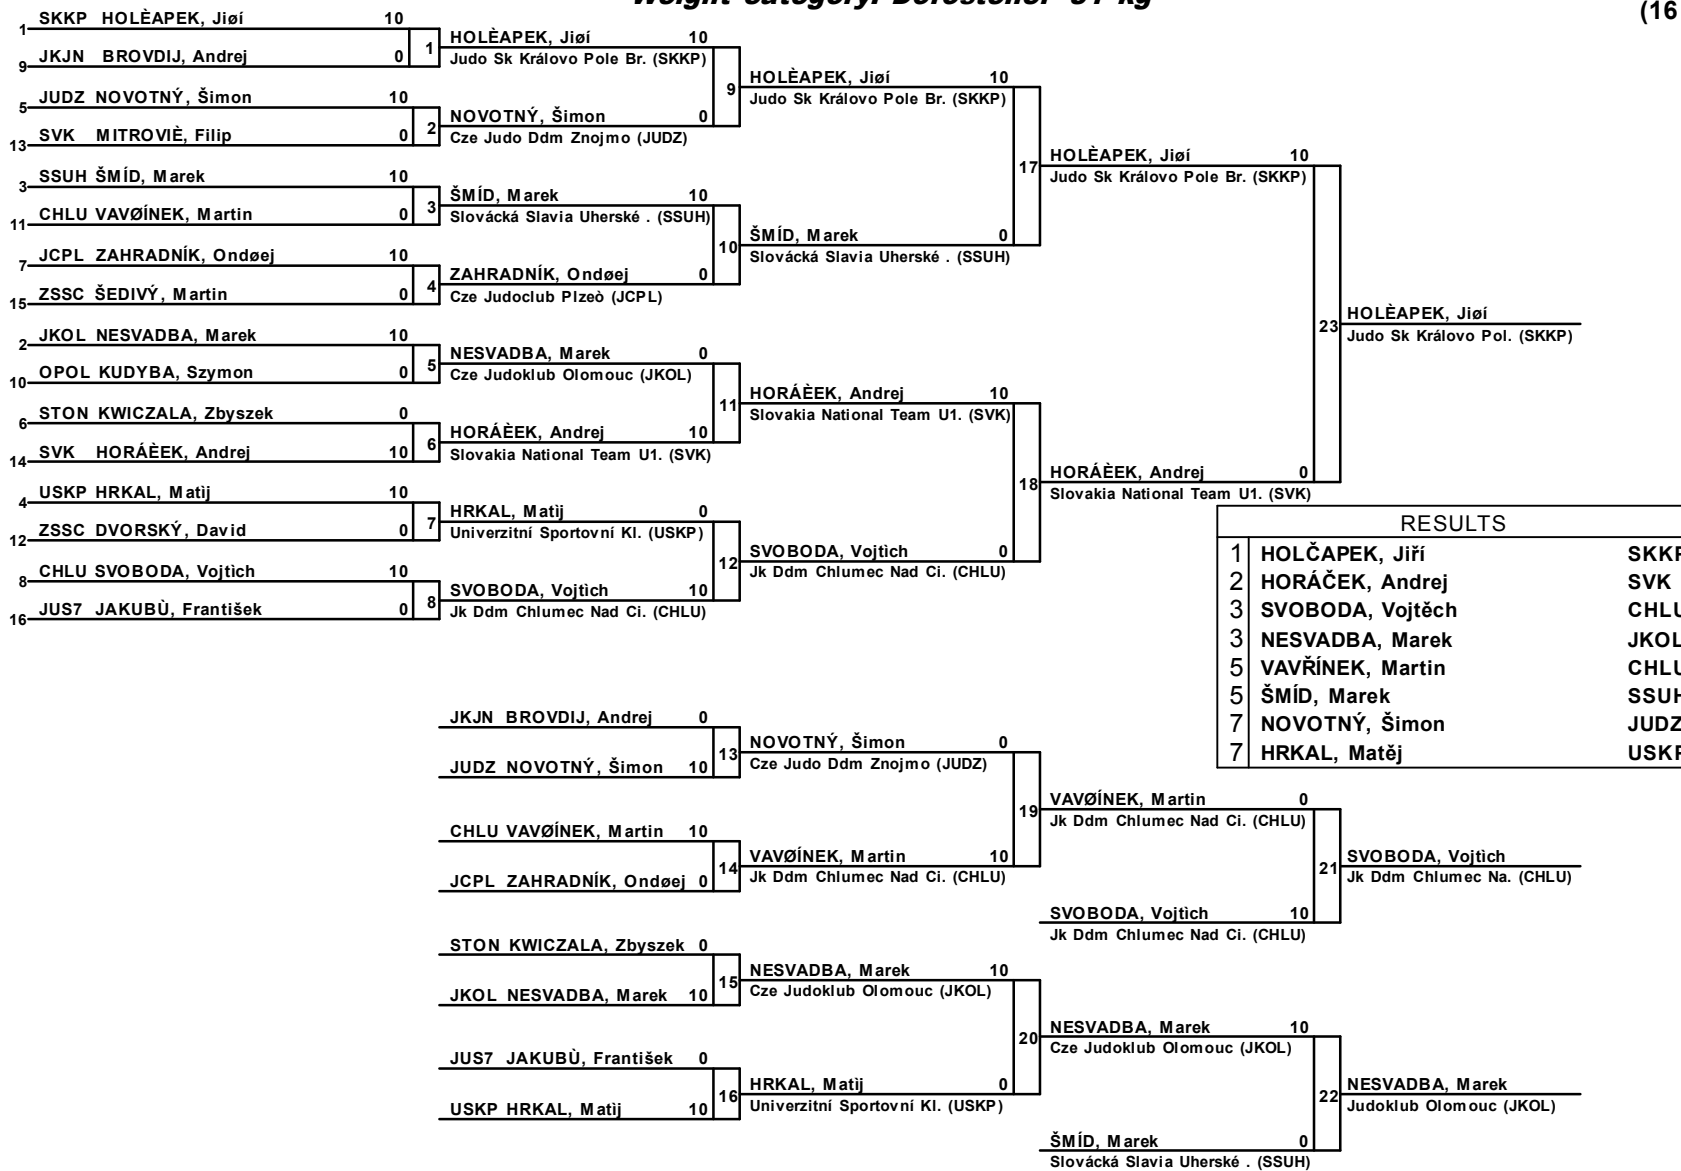 Weight category: Dorostenci -81 kg
(16
1 SKKP HOLÈAPEK, Jiøí 10
9 JKJN BROVDIJ, Andrej 0
1
5 JUDZ NOVOTNÝ, Šimon 10
13 SVK MITROVIÈ, Filip 0
2
3 SSUH ŠMÍD, Marek 10
11 CHLU VAVØÍNEK, Martin 0
3
7 JCPL ZAHRADNÍK, Ondøej 10
15 ZSSC ŠEDIVÝ, Martin 0
4
2 JKOL NESVADBA, Marek 10
10 OPOL KUDYBA, Szymon 0
5
6 STON KWICZALA, Zbyszek 0
14 SVK HORÁÈEK, Andrej 10
6
4 USKP HRKAL, Matìj 10
12 ZSSC DVORSKÝ, David 0
7
8 CHLU SVOBODA, Vojtìch 10
16 JUS7 JAKUBÙ, František 0
8
HOLÈAPEK, Jiøí 10
Judo Sk Královo Pole Br. (SKKP)
9
NOVOTNÝ, Šimon 0
Cze Judo Ddm Znojmo (JUDZ)
ŠMÍD, Marek 10
Slovácká Slavia Uherské . (SSUH)
10
ZAHRADNÍK, Ondøej 0
Cze Judoclub Plzeò (JCPL)
NESVADBA, Marek 0
Cze Judoklub Olomouc (JKOL)
11
HORÁÈEK, Andrej 10
Slovakia National Team U1. (SVK)
HRKAL, Matìj 0
Univerzitní Sportovní Kl. (USKP)
12
SVOBODA, Vojtìch 10
Jk Ddm Chlumec Nad Ci. (CHLU)
HOLÈAPEK, Jiøí 10
Judo Sk Královo Pole Br. (SKKP)
17
ŠMÍD, Marek 0
Slovácká Slavia Uherské . (SSUH)
HORÁÈEK, Andrej 10
Slovakia National Team U1. (SVK)
18
SVOBODA, Vojtìch 0
Jk Ddm Chlumec Nad Ci. (CHLU)
HOLÈAPEK, Jiøí 10
Judo Sk Královo Pole Br. (SKKP)
23
HORÁÈEK, Andrej 0
Slovakia National Team U1. (SVK)
HOLÈAPEK, Jiøí
Judo Sk Královo Pol. (SKKP)
RESULTS
1 HOLČAPEK, Jiří SKKP
2 HORÁČEK, Andrej SVK
3 SVOBODA, Vojtěch CHLU
3 NESVADBA, Marek JKOL
5 VAVŘÍNEK, Martin CHLU
5 ŠMÍD, Marek SSUH
7 NOVOTNÝ, Šimon JUDZ
7 HRKAL, Matěj USKP
JKJN BROVDIJ, Andrej 0
13
JUDZ NOVOTNÝ, Šimon 10
CHLU VAVØÍNEK, Martin 10
14
JCPL ZAHRADNÍK, Ondøej 0
STON KWICZALA, Zbyszek 0
15
JKOL NESVADBA, Marek 10
JUS7 JAKUBÙ, František 0
16
USKP HRKAL, Matìj 10
NOVOTNÝ, Šimon 0
Cze Judo Ddm Znojmo (JUDZ)
19
VAVØÍNEK, Martin 10
Jk Ddm Chlumec Nad Ci. (CHLU)
NESVADBA, Marek 10
Cze Judoklub Olomouc (JKOL)
20
HRKAL, Matìj 0
Univerzitní Sportovní Kl. (USKP)
VAVØÍNEK, Martin 0
Jk Ddm Chlumec Nad Ci. (CHLU)
21
SVOBODA, Vojtìch 10
Jk Ddm Chlumec Nad Ci. (CHLU)
NESVADBA, Marek 10
Cze Judoklub Olomouc (JKOL)
22
ŠMÍD, Marek 0
Slovácká Slavia Uherské . (SSUH)
SVOBODA, Vojtìch
Jk Ddm Chlumec Na. (CHLU)
NESVADBA, Marek
Judoklub Olomouc (JKOL)